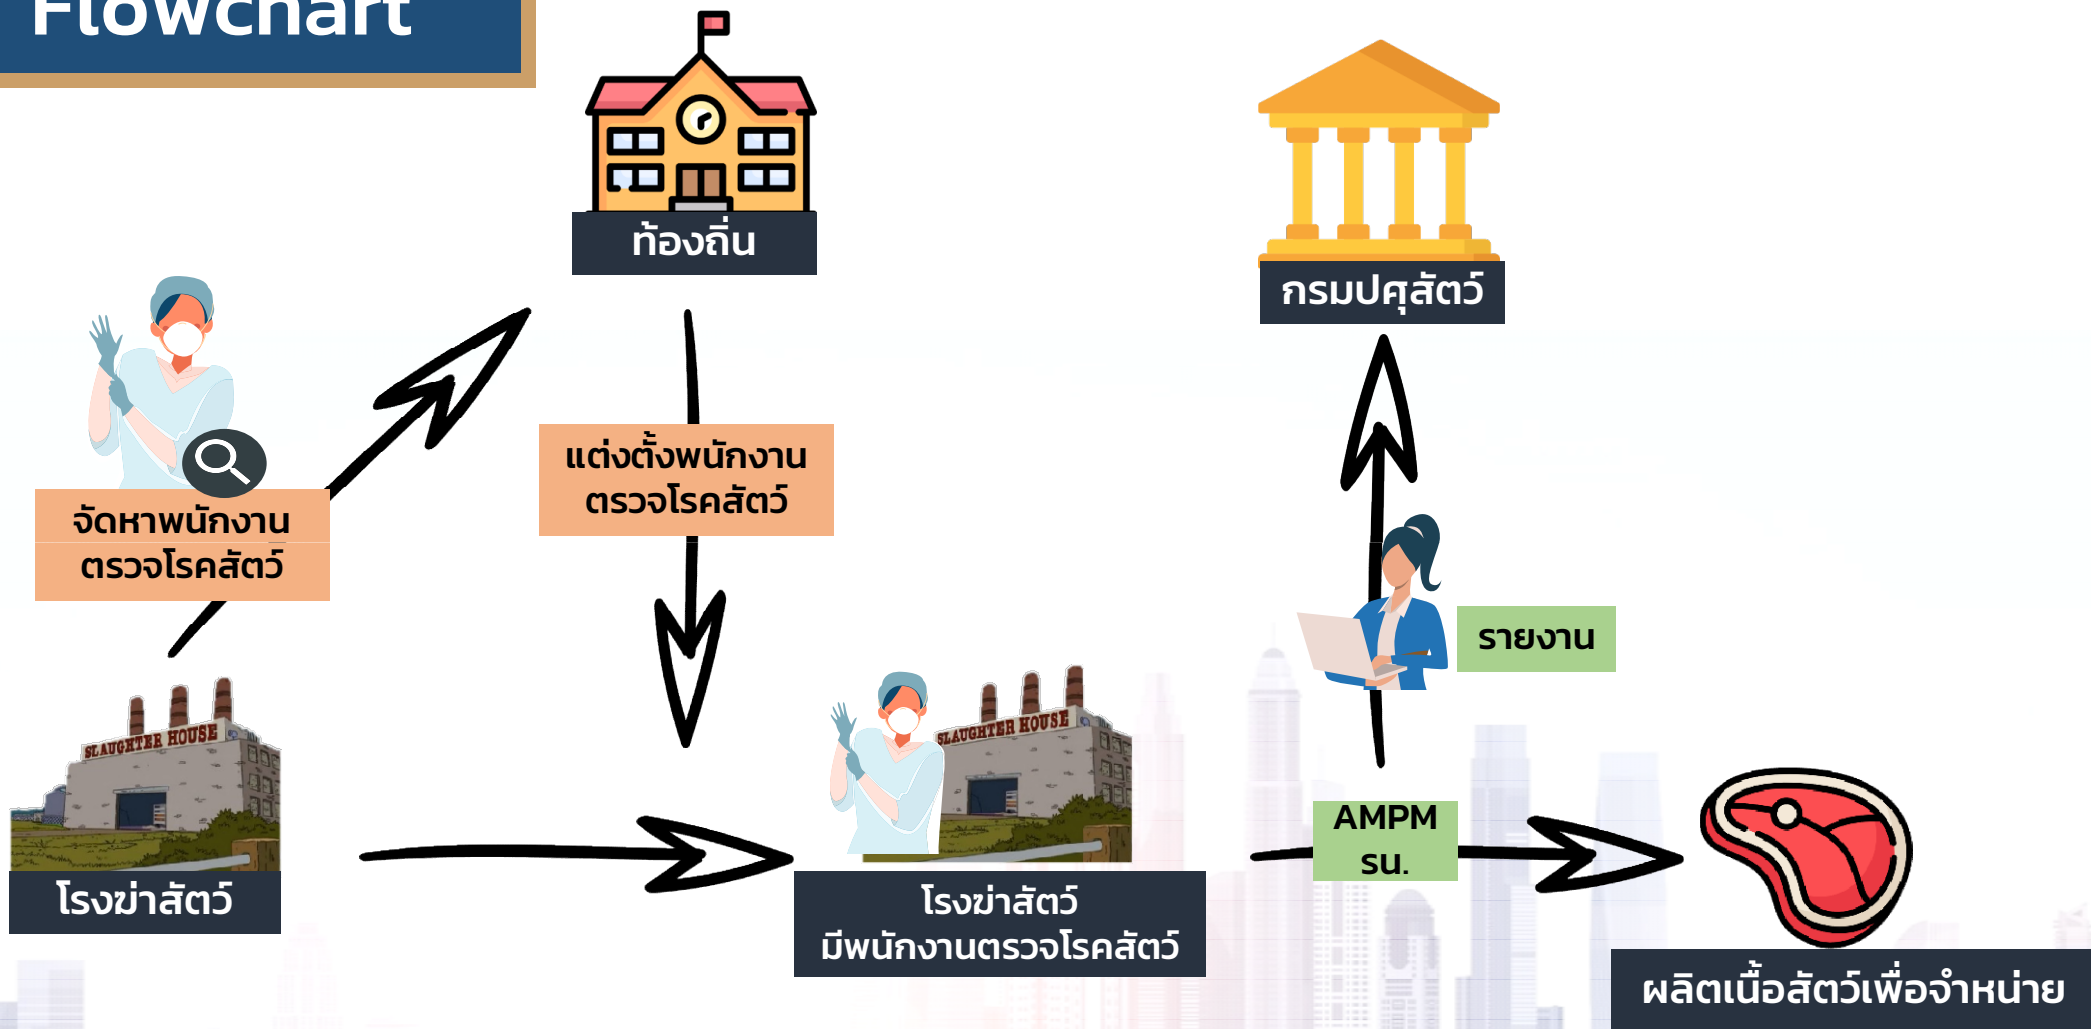 Flowchart
ท้องถิ่น
กรมปศุสัตว์
แต่งตั้งพนักงาน
ตรวจโรคสัตว์
จัดหาพนักงาน
ตรวจโรคสัตว์
รายงาน
SLAUGHTER HOUSE
SLAUGHTER HOUSE
AMPM
รน.
โรงฆ่าสัตว์
โรงฆ่าสัตว์
มีพนักงานตรวจโรคสัตว์
ผลิตเนื้อสัตว์เพื่อจำหน่าย